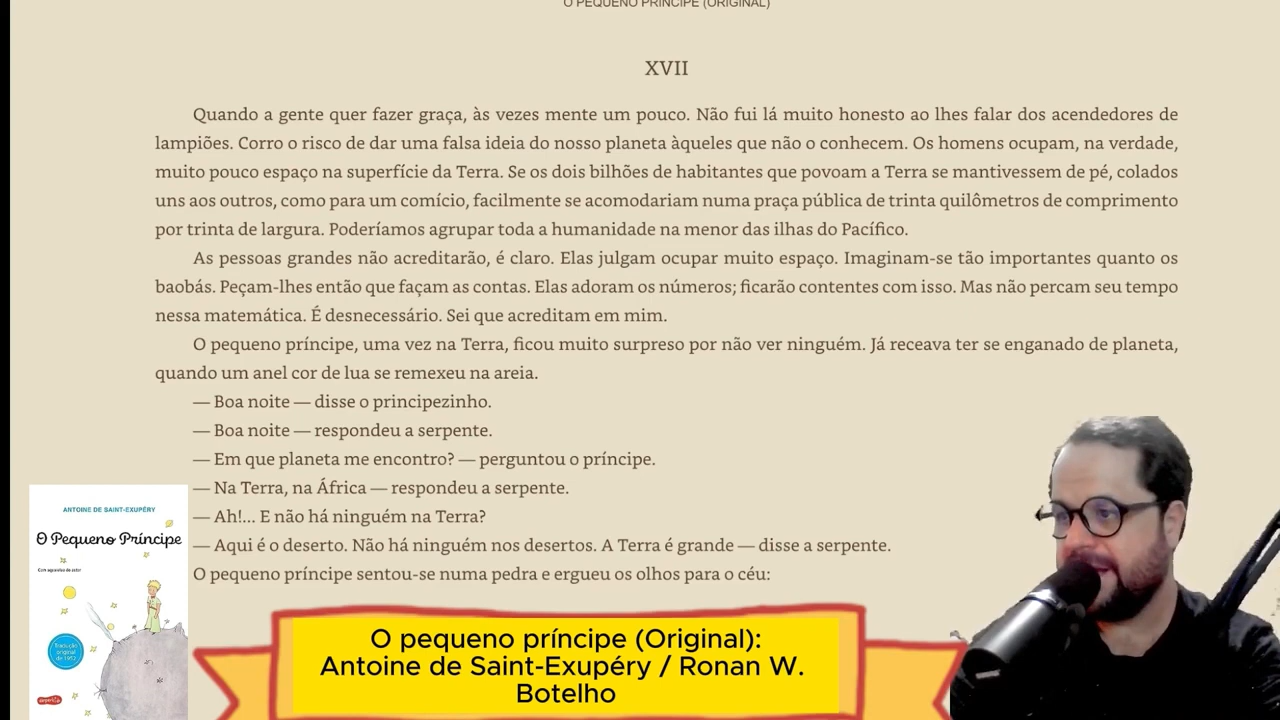 O PEQUENO PRÍNCIPE (ORIGINAL)
XVII
Quando a gente quer fazer graça, às vezes mente um pouco. Não fui lá muito honesto ao lhes falar dos acendedores de
lampiões. Corro o risco de dar uma falsa ideia do nosso planeta àqueles que não o conhecem. Os homens ocupam, na verdade,
muito pouco espaço na superfície da Terra. Se os dois bilhões de habitantes que povoam a Terra se mantivessem de pé, colados
uns aos outros, como para um comício, facilmente se acomodariam numa praça pública de trinta quilômetros de comprimento
por trinta de largura. Poderíamos agrupar toda a humanidade na menor das ilhas do Pacífico.
As pessoas grandes não acreditarão, é claro. Elas julgam ocupar muito espaço. Imaginam-se tão importantes quanto os
baobás. Peçam-lhes então que façam as contas. Elas adoram os números; ficarão contentes com isso. Mas não percam seu tempo
nessa matemática. É desnecessário. Sei que acreditam em mim.
O pequeno príncipe, uma vez na Terra, ficou muito surpreso por não ver ninguém. Já receava ter se enganado de planeta,
quando um anel cor de lua se remexeu na areia.
— Boa noite — disse o principezinho.
— Boa noite — respondeu a serpente.
— Em que planeta me encontro? — perguntou o príncipe.
— Na Terra, na África — respondeu a serpente.
— Ah!... E não há ninguém na Terra?
— Aqui é o deserto. Não há ninguém nos desertos. A Terra é grande — disse a serpente.
O pequeno príncipe sentou-se numa pedra e ergueu os olhos para o céu:
ANTOINE DE SAINT-EXUPÉRY
O Pequeno Príncipe
Com aquarelas do autor
Tradução
original
de 1952
O pequeno príncipe (Original):
Antoine de Saint-Exupéry / Ronan W.
Botelho